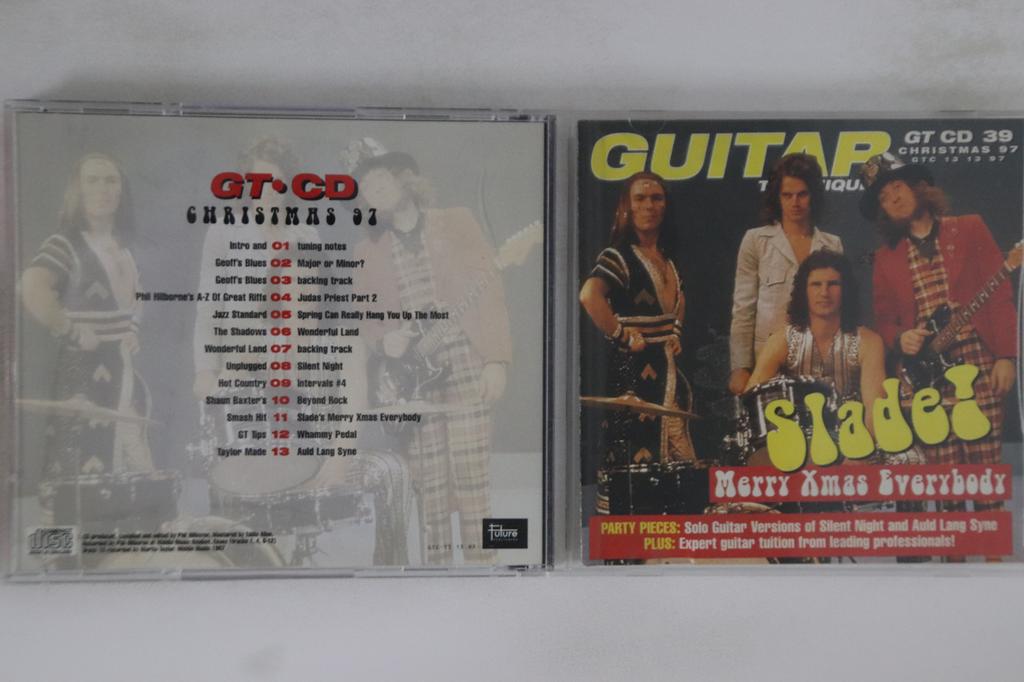 GT•CD
CHRISTMAS 97
Intro and 01 tuning notes
Geoff's Blues 02 Major or Minor?
Geoff's Blues 03 backing track
Phil Hilborne's A-Z Of Great Riffs 04 Judas Priest Part 2
Jazz Standard 05 Spring Can Really Hang You Up The Most
The Shadows 06 Wonderful Land
Wonderful Land 07 backing track
Unplugged 08 Silent Night
Hot Country 09 Intervals #4
Shaun Baxter's 10 Beyond Rock
Smash Hit 11 Slade's Merry Xmas Everybody
GT Tips 12 Whammy Pedal
Taylor Made 13 Auld Lang Syne
disc
Future
GUITAR
GT CD 39
CHRISTMAS 97
GTC 13 13 97
Slade!
Merry Xmas Everybody
PARTY PIECES: Solo Guitar Versions of Silent Night and Auld Lang Syne
PLUS: Expert guitar tuition from leading professionals!